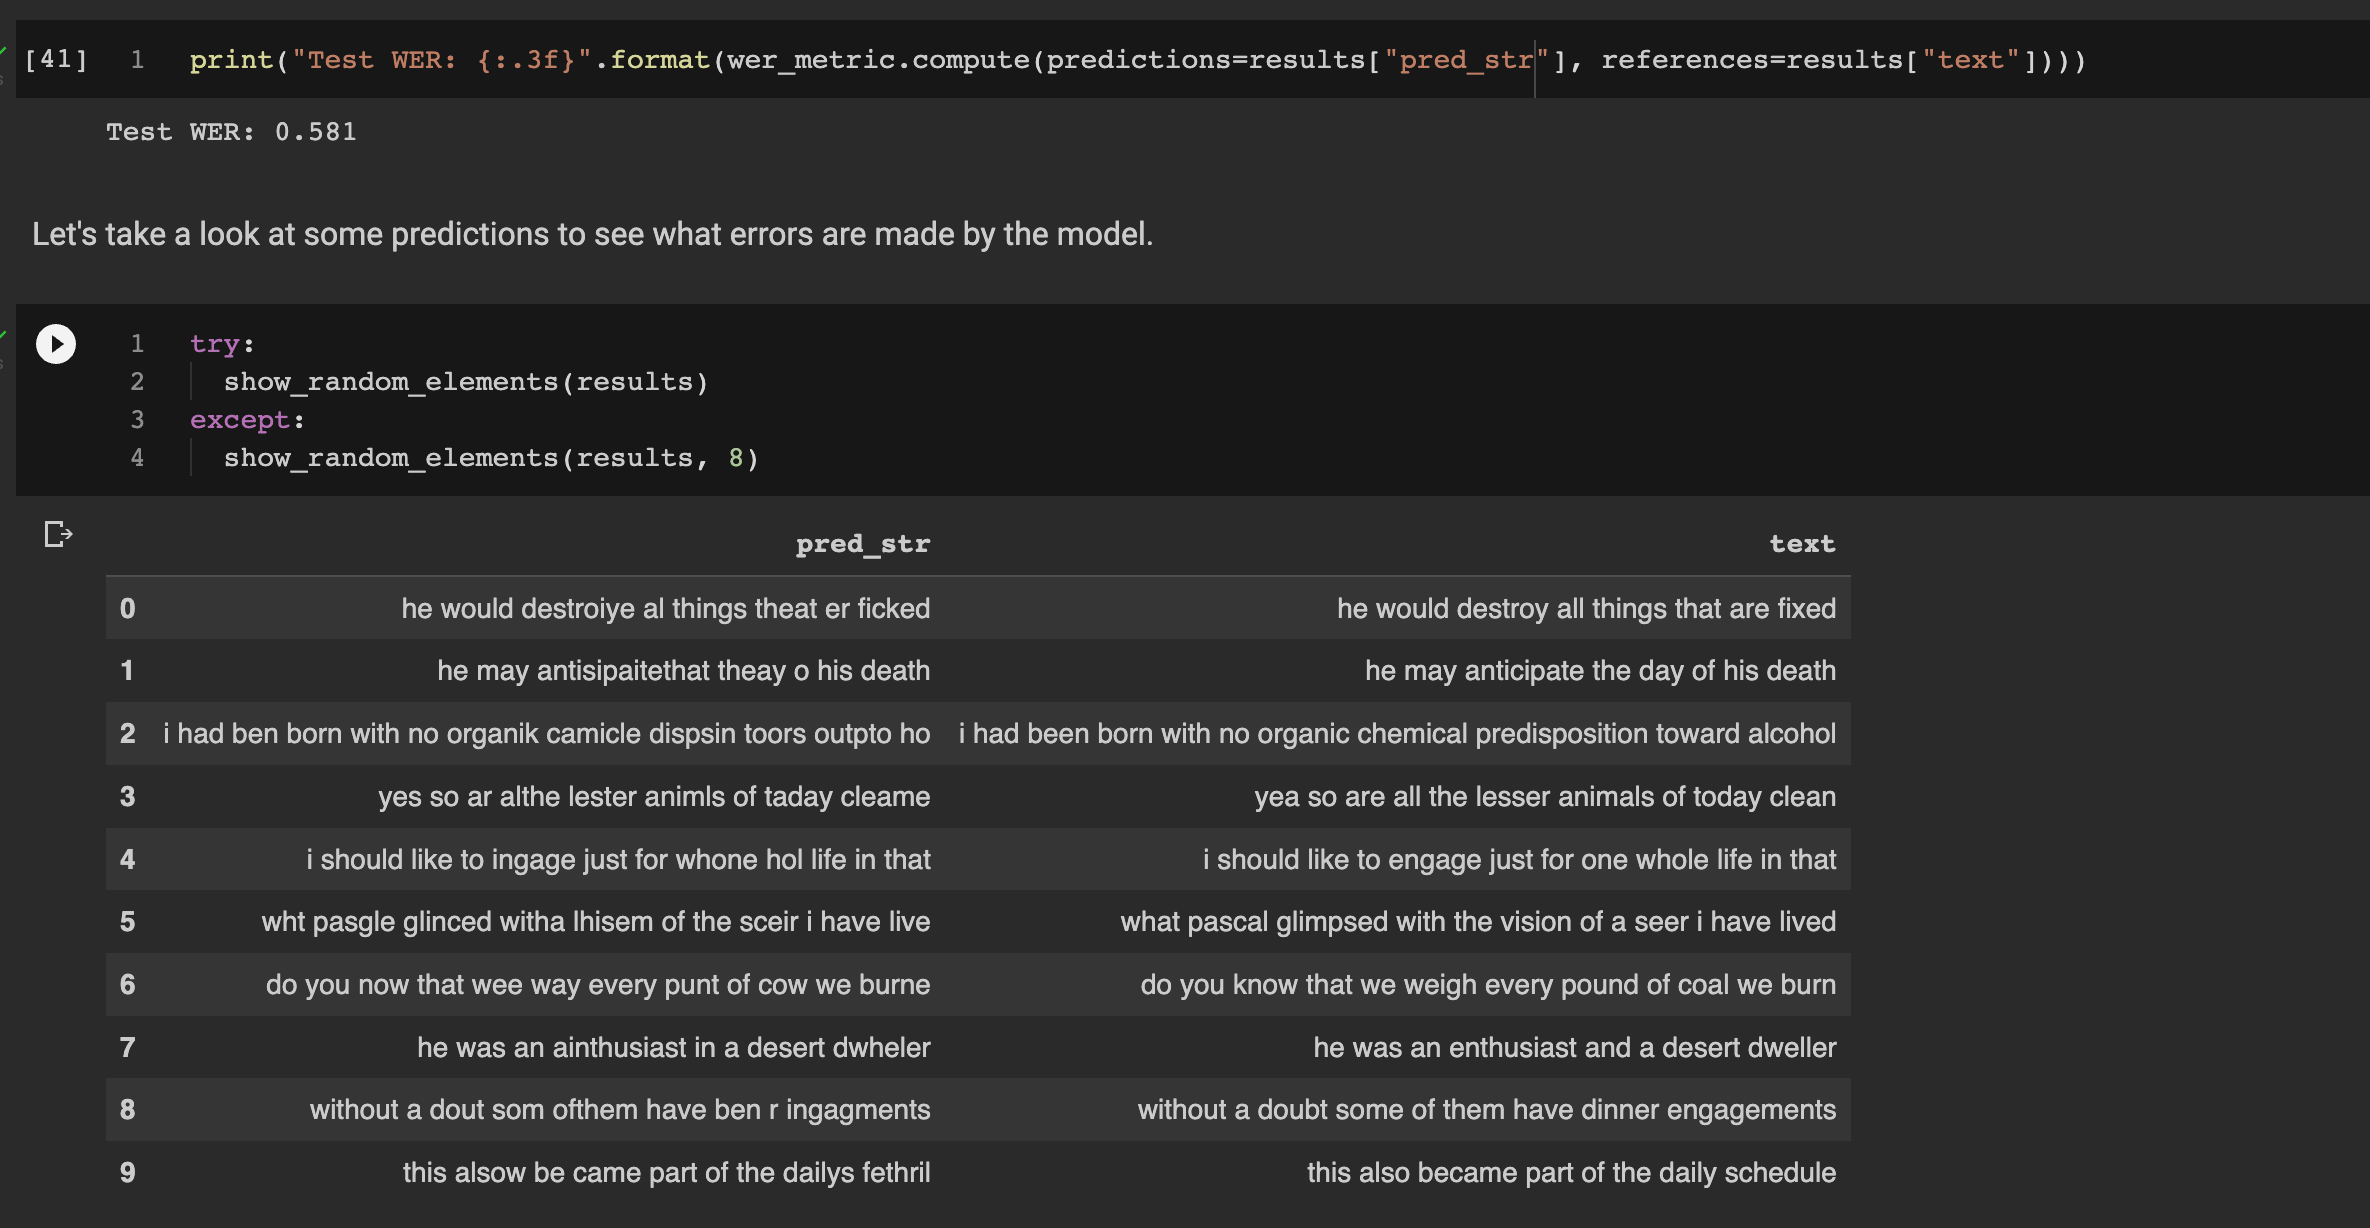 [41] 1 print("Test WER: {:.3f}".format(wer_metric.compute(predictions=results["pred_str"], references=results["text"])))
Test WER: 0.581
Let's take a look at some predictions to see what errors are made by the model.
1 try:
2 show_random_elements(results)
3 except:
4 show_random_elements(results, 8)
pred_str text
0 he would destroiye al things theat er ficked he would destroy all things that are fixed
1 he may antisipaitethat theay o his death he may anticipate the day of his death
2 i had ben born with no organik camicle dispsin toors outpto ho i had been born with no organic chemical predisposition toward alcohol
3 yes so ar althe lester animls of taday cleame yea so are all the lesser animals of today clean
4 i should like to ingage just for whone hol life in that i should like to engage just for one whole life in that
5 wht pasgle glinced witha lhisem of the sceir i have live what pascal glimpsed with the vision of a seer i have lived
6 do you now that wee way every punt of cow we burne do you know that we weigh every pound of coal we burn
7 he was an ainthusiast in a desert dwheler he was an enthusiast and a desert dweller
8 without a dout som ofthem have ben r ingagments without a doubt some of them have dinner engagements
9 this alsow be came part of the dailys fethril this also became part of the daily schedule